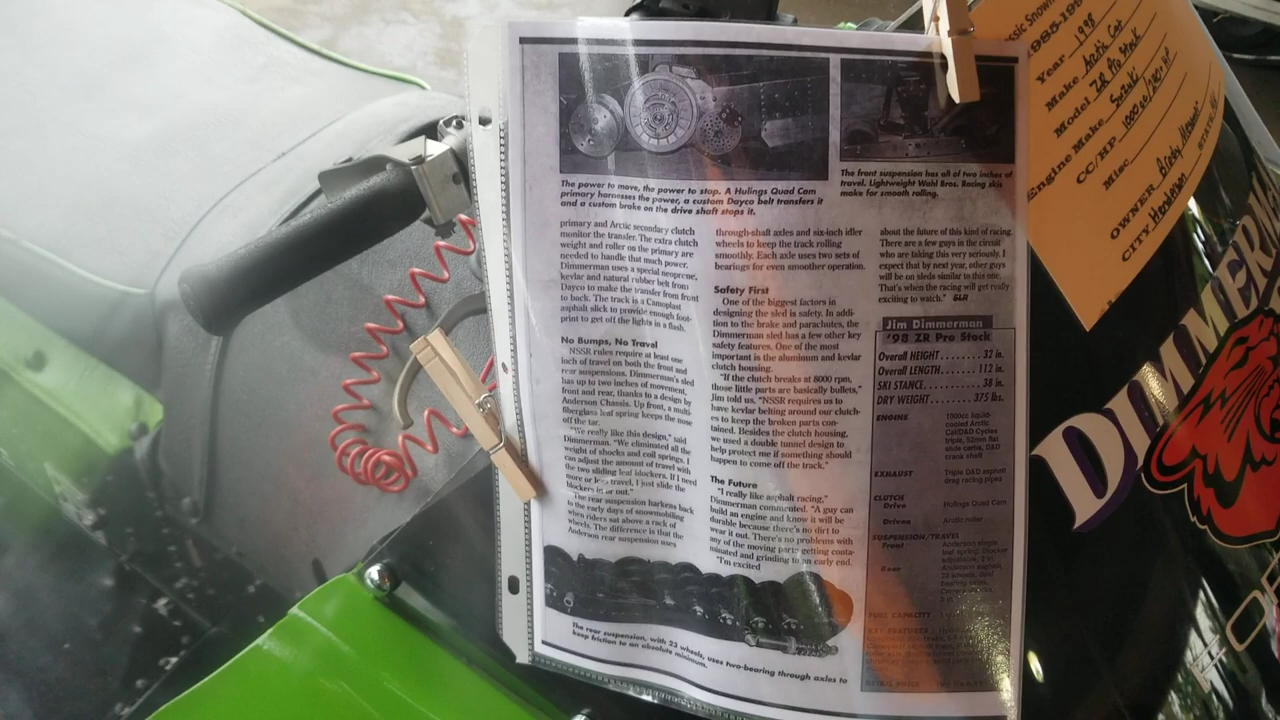 The power to move, the power to stop. A Hulings Quad Cam
primary harnesses the power, a custom Dayco belt transfers it
and a custom brake on the drive shaft stops it.
The front suspension has all of two inches of
travel. Lightweight Wahl Bros. Racing skis
make for smooth rolling.
primary and Arctic secondary clutch
monitor the transfer. The extra clutch
weight and roller on the primary are
needed to handle that much power.
Dimmerman uses a special neoprene,
kevlar and natural rubber belt from
Dayco to make the transfer from front
to back. The track is a Camoplast
asphalt slick to provide enough foot-
print to get off the lights in a flash.
No Bumps, No Travel
NSSR rules require at least one
inch of travel on both the front and
rear suspensions. Dimmerman's sled
has up to two inches of movement,
front and rear, thanks to a design by
Anderson Chassis. Up front, a multi-
fiberglass leaf spring keeps the nose
off the tar.
"We really like this design," said
Dimmerman. "We eliminated all the
weight of shocks and coil springs. I
can adjust the amount of travel with
the two sliding leaf blockers. If I need
more or less travel, I just slide the
blockers in or out."
The rear suspension harkens back
to the early days of snowmobiling
when riders sat above a rack of
wheels. The difference is that the
Anderson rear suspension uses
through-shaft axles and six-inch idler
wheels to keep the track rolling
smoothly. Each axle uses two sets of
bearings for even smoother operation.
Safety First
One of the biggest factors in
designing the sled is safety. In addi-
tion to the brake and parachutes, the
Dimmerman sled has a few other key
safety features. One of the most
important is the aluminum and kevlar
clutch housing.
"If the clutch breaks at 8000 rpm,
those little parts are basically bullets,"
Jim told us. "NSSR requires us to
have kevlar belting around our clutch-
es to keep the broken parts con-
tained. Besides the clutch housing,
we used a double tunnel design to
help protect me if something should
happen to come off the track."
The Future
"I really like asphalt racing,"
Dimmerman commented. "A guy can
build an engine and know it will be
durable because there's no dirt to
wear it out. There's no problems with
any of the moving parts getting conta-
minated and grinding to an early end.
"I'm excited
about the future of this kind of racing.
There are a few guys in the circuit
who are taking this very seriously. I
expect that by next year, other guys
will be on sleds similar to this one.
That's when the racing will get really
exciting to watch." SLR
Jim Dimmerman
'98 ZR Pro Stock
Overall HEIGHT........ 32 in.
Overall LENGTH....... 112 in.
SKI STANCE............ 38 in.
DRY WEIGHT......... 375 lbs.
ENGINE 1000cc liquid-
cooled Arctic
Cat/D&D Cycles
triple, 52mm flat
slide carbs, D&D
crank shaft
EXHAUST Triple D&D asphalt
drag racing pipes
CLUTCH
Drive Hulings Quad Cam
Driven Arctic roller
SUSPENSION/TRAVEL
Front Anderson single
leaf spring, blocker
adjustable, 2 in.
Rear Anderson asphalt,
23 wheels, dual
FUEL CAPACITY
KEY FEATURES
The rear suspension, with 23 wheels, uses two-bearing through axles to
keep friction to an absolute minimum.
Year 1998
Make Arctic Cat
Model ZR Pro Stock
Engine Make Suzuki
CC/HP 1000cc
Misc
OWNER Brody
CITY Henderson STATE
DIMMERM
#OF